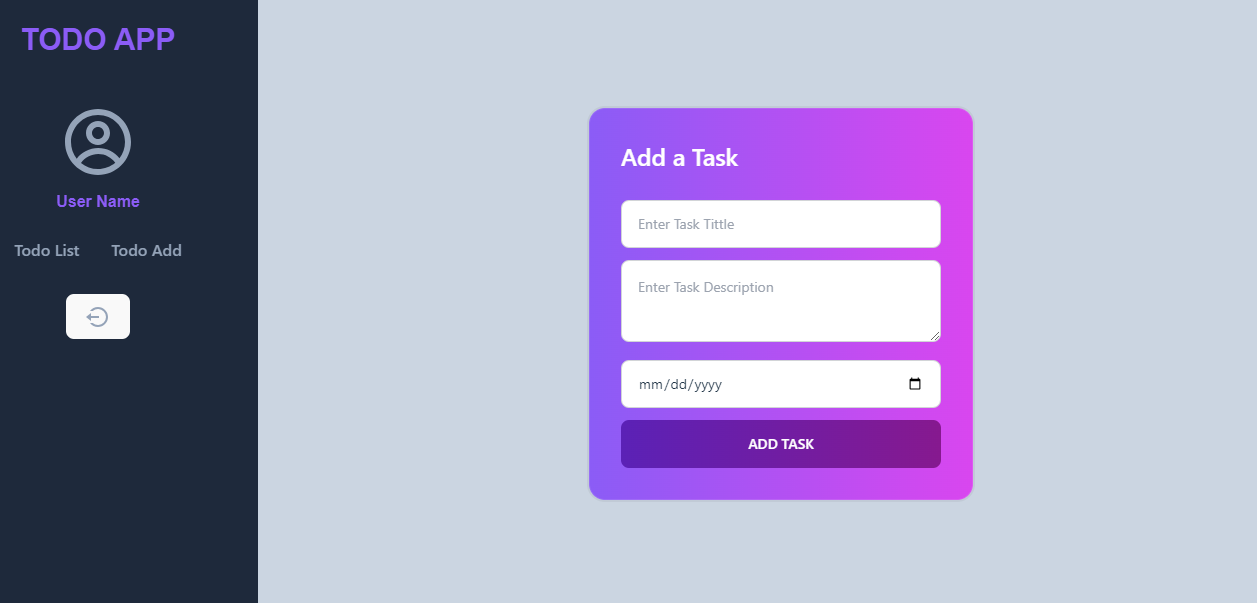 TODO APP
User Name
Todo List Todo Add
Add a Task
Enter Task Tittle
Enter Task Description
mm/dd/yyyy
ADD TASK